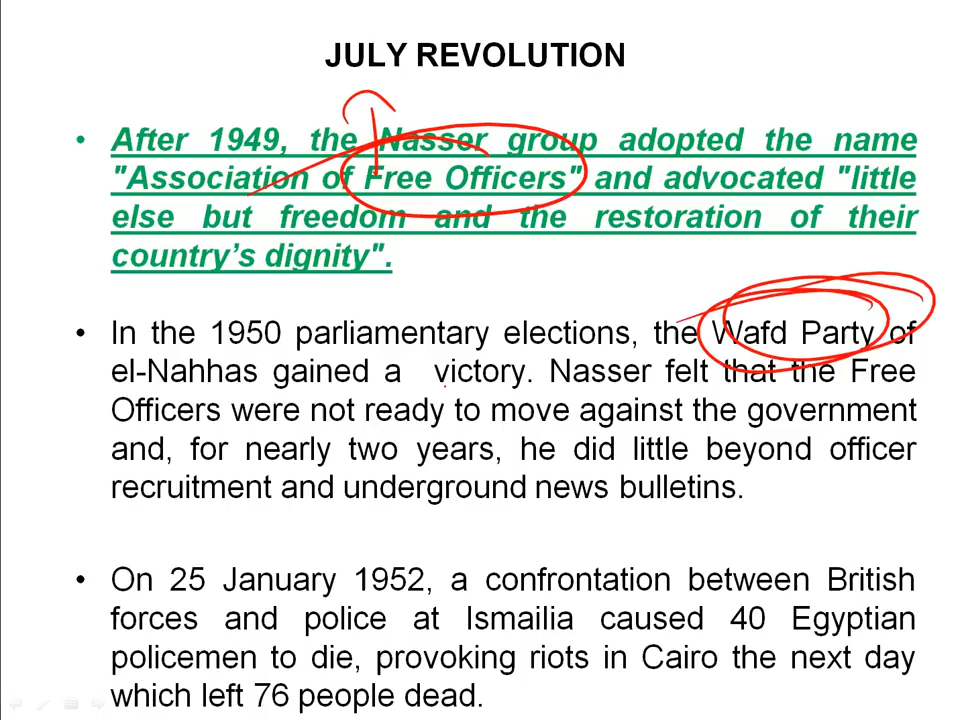 JULY REVOLUTION
• After 1949, the Nasser group adopted the name
"Association of Free Officers" and advocated "little
else but freedom and the restoration of their
country’s dignity".
• In the 1950 parliamentary elections, the Wafd Party of
el-Nahhas gained a victory. Nasser felt that the Free
Officers were not ready to move against the government
and, for nearly two years, he did little beyond officer
recruitment and underground news bulletins.
• On 25 January 1952, a confrontation between British
forces and police at Ismailia caused 40 Egyptian
policemen to die, provoking riots in Cairo the next day
which left 76 people dead.